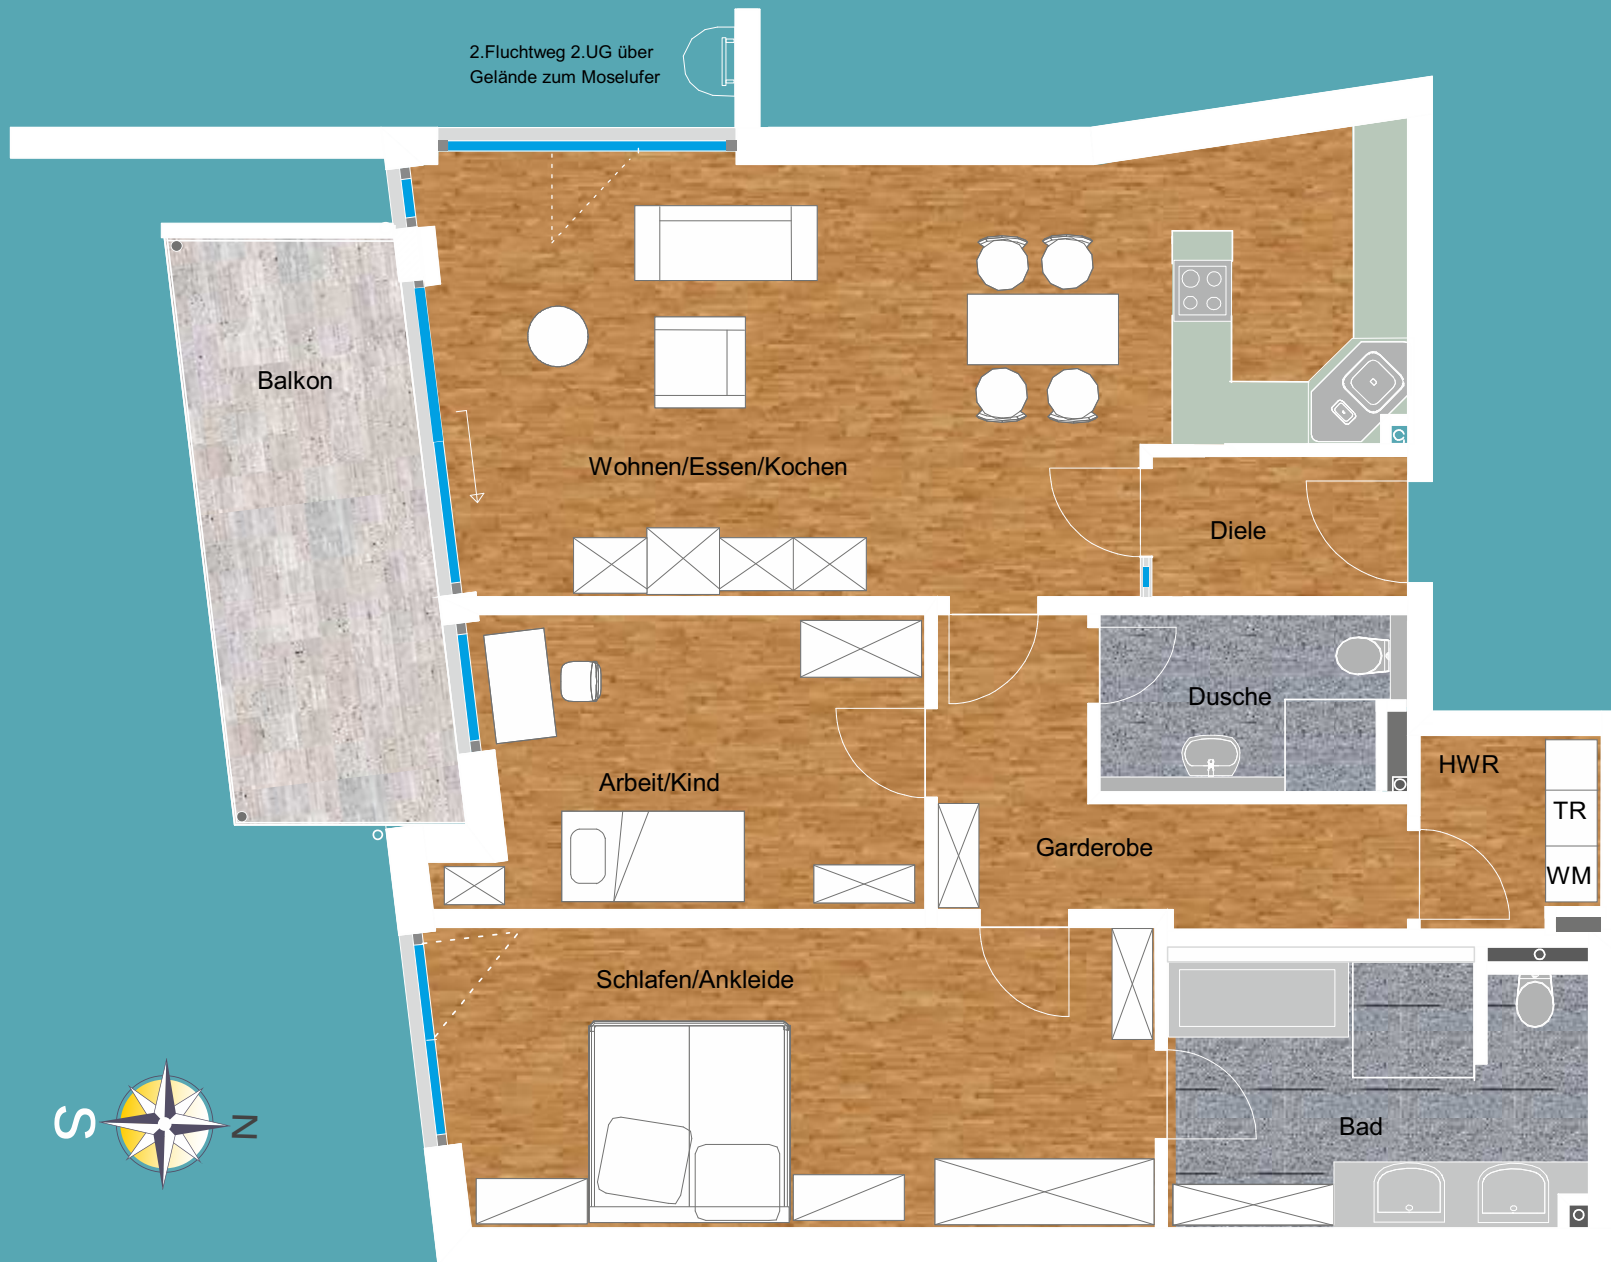 2.Fluchtweg 2.UG über
Gelände zum Moselufer
Balkon
Wohnen/Essen/Kochen
Diele
Dusche
HWR
Arbeit/Kind
TR
Garderobe
WM
Schlafen/Ankleide
S
N
Bad